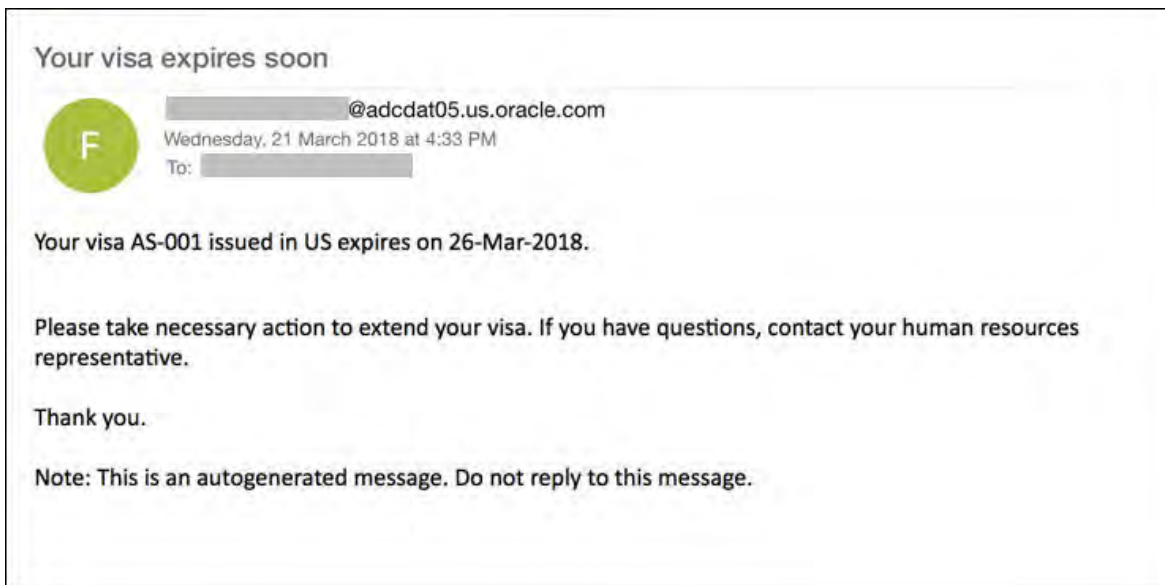 Your visa expires soon
F
@adcdat05.us.oracle.com
Wednesday, 21 March 2018 at 4:33 PM
To:
Your visa AS-001 issued in US expires on 26-Mar-2018.
Please take necessary action to extend your visa. If you have questions, contact your human resources
representative.
Thank you.
Note: This is an autogenerated message. Do not reply to this message.